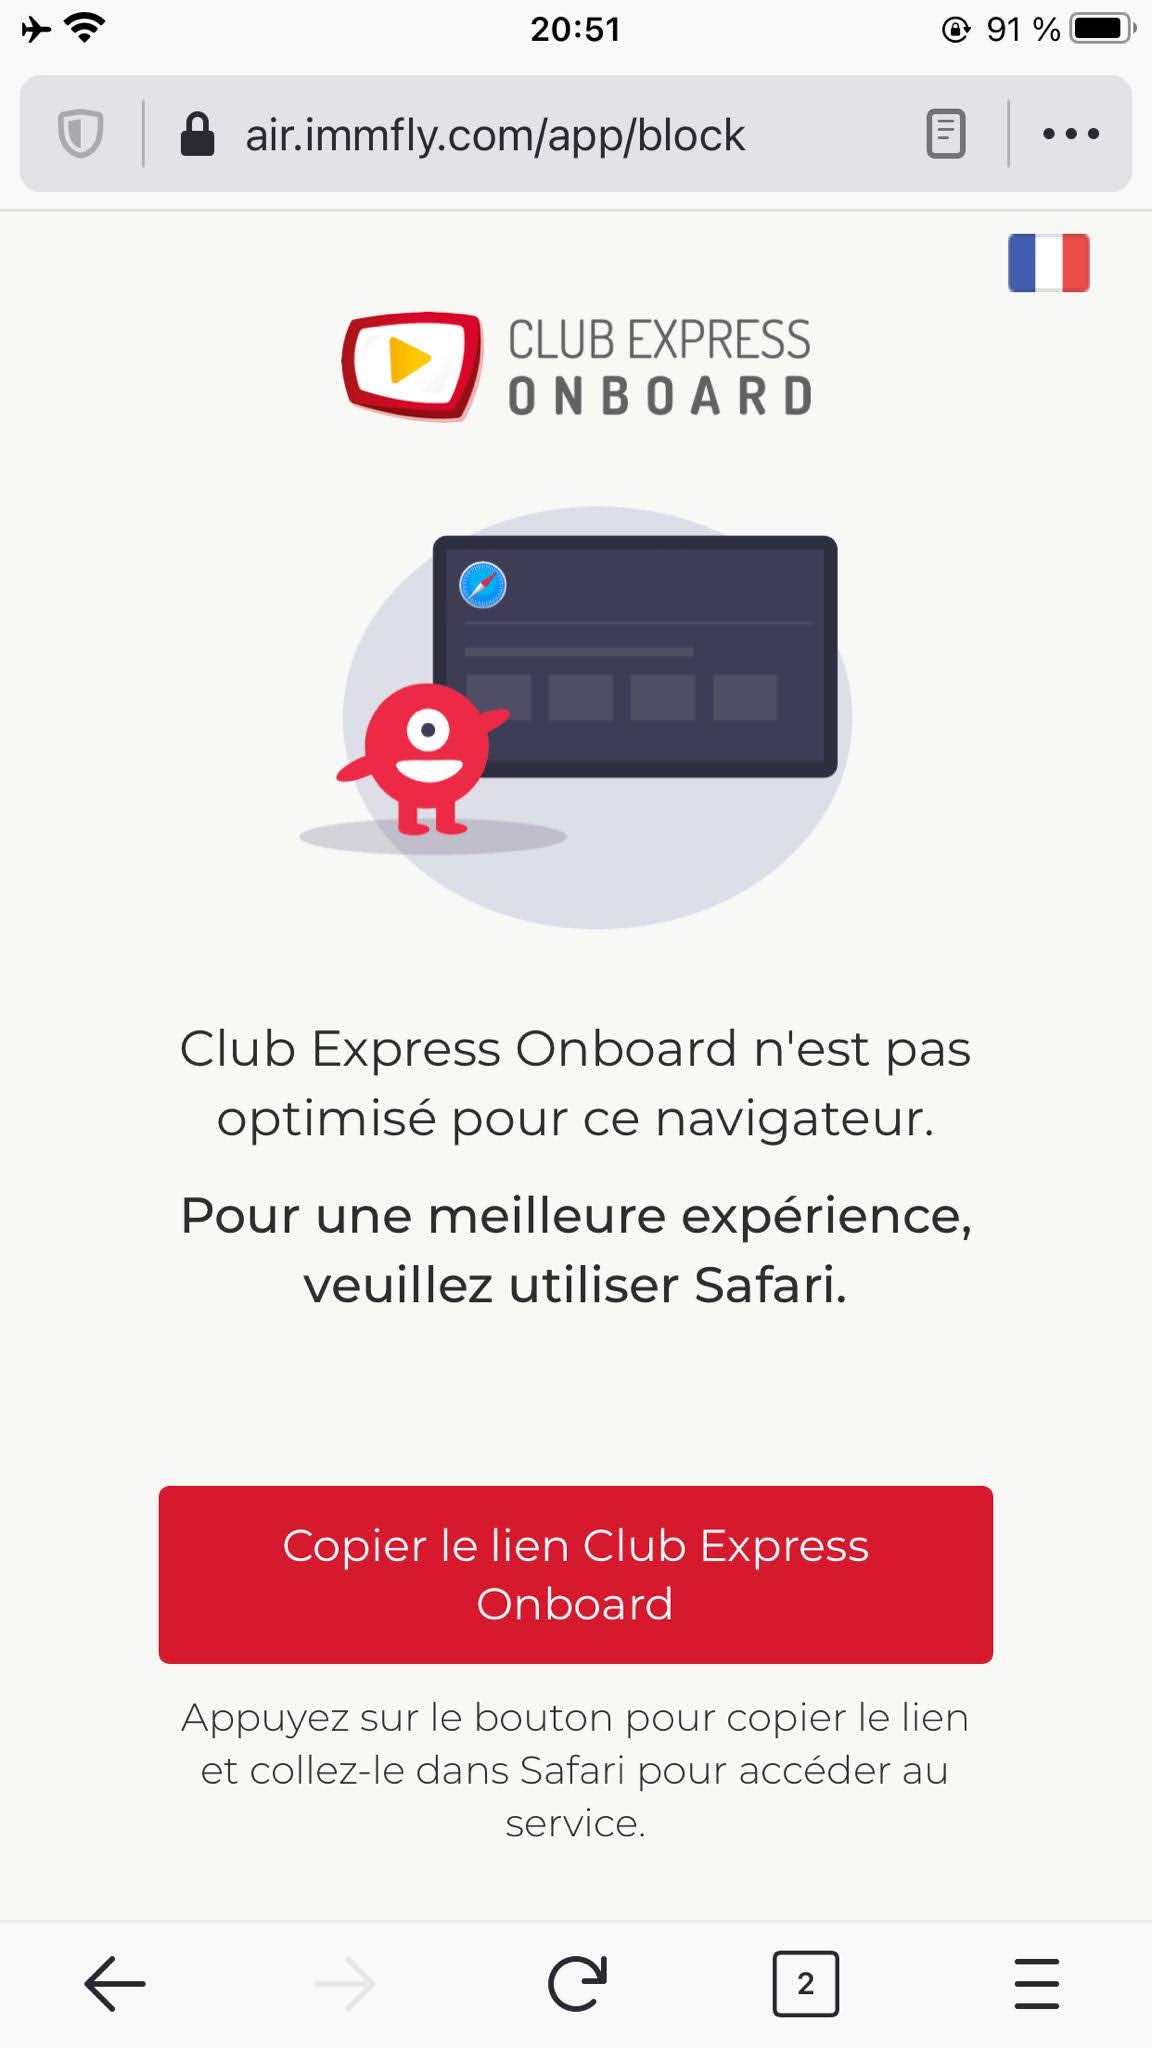 20:51
91 %
air.immfly.com/app/block
CLUB EXPRESS
ONBOARD
Club Express Onboard n'est pas
optimisé pour ce navigateur.
Pour une meilleure expérience,
veuillez utiliser Safari.
Copier le lien Club Express
Onboard
Appuyez sur le bouton pour copier le lien
et collez-le dans Safari pour accéder au
service.
2